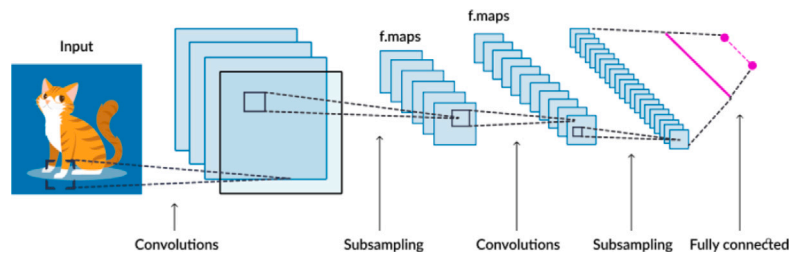 Input
f.maps
f.maps
Convolutions
Subsampling
Convolutions
Subsampling
Fully connected